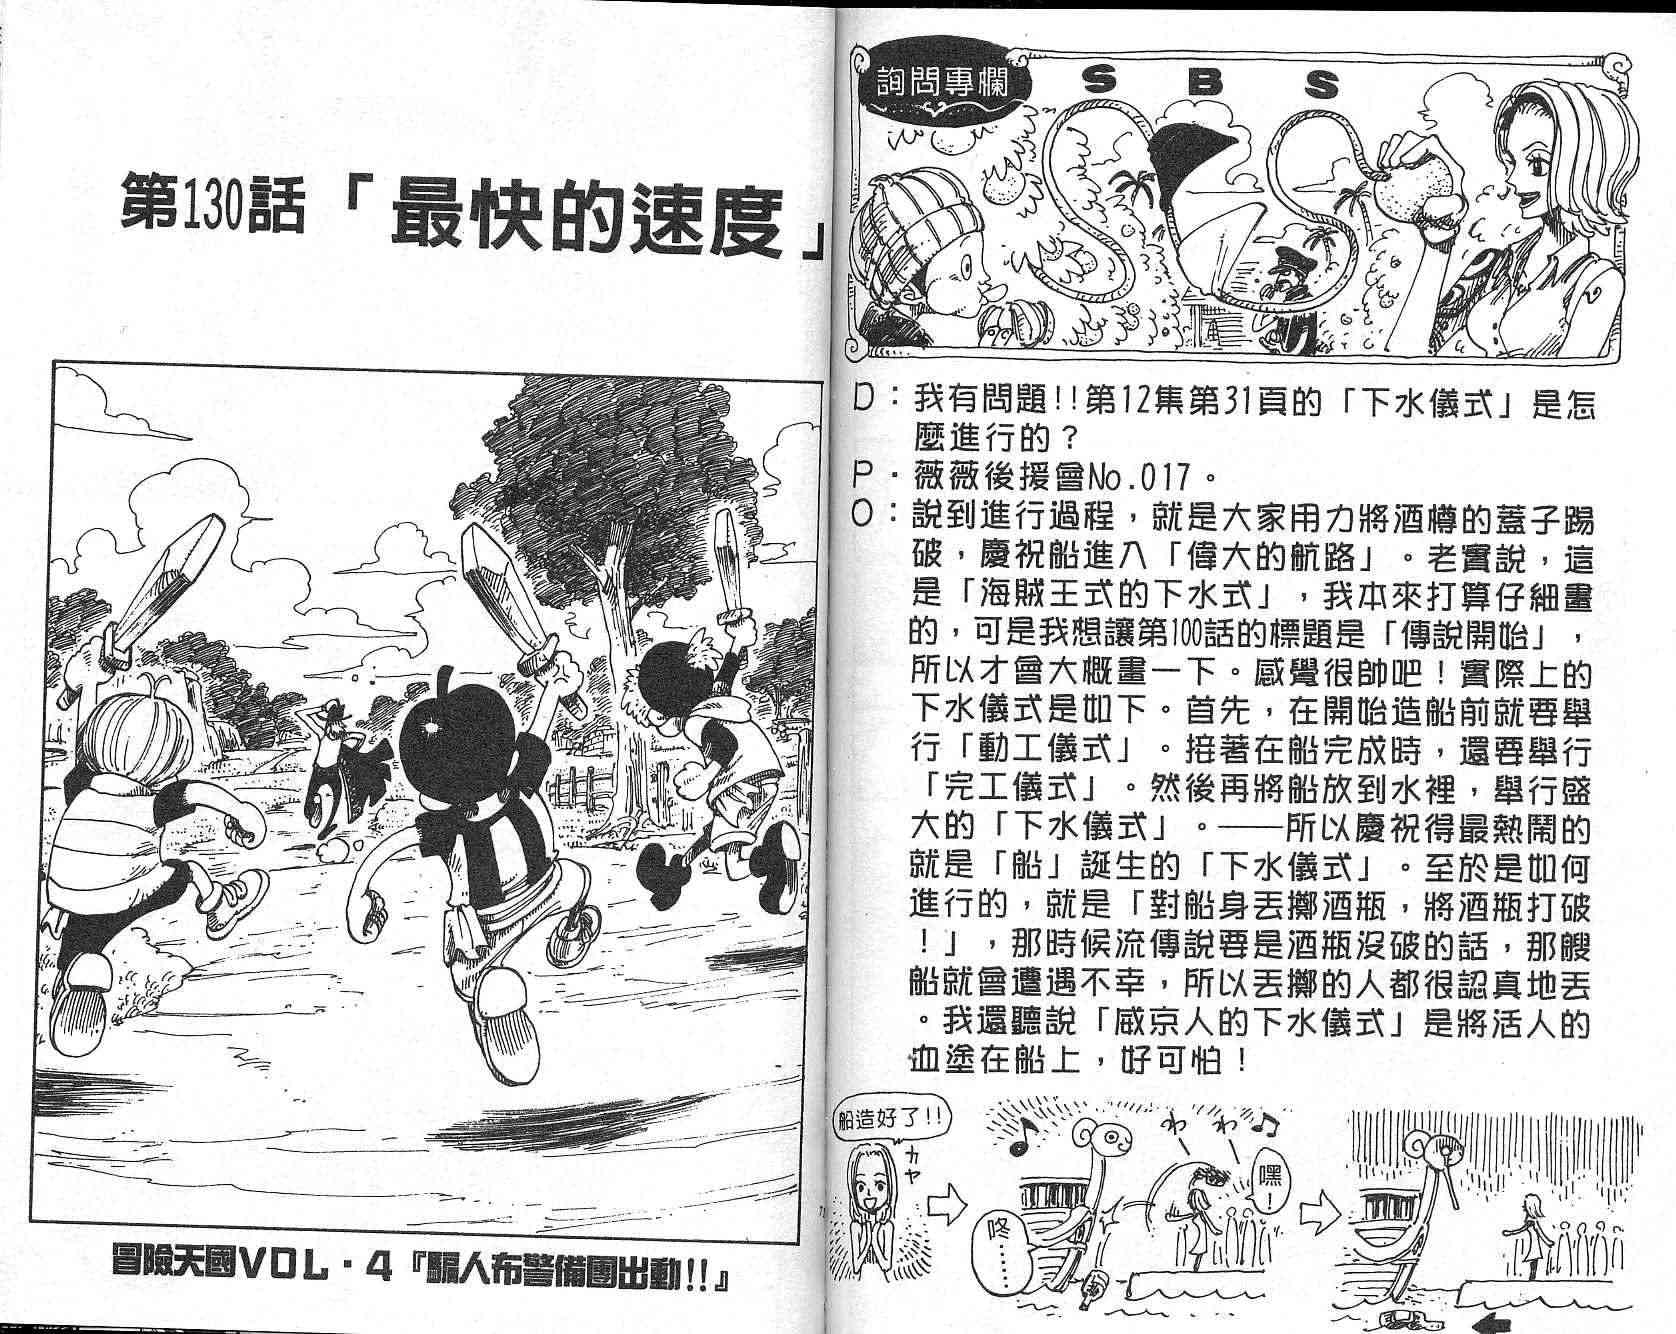 第130話「最快的速度」
冒險天國VOL·4『騙人布警備團出動!!』
詢問專欄
S B S
D：我有問題!!第12集第31頁的「下水儀式」是怎
麼進行的？
P·薇薇後援會No.017。
O：說到進行過程，就是大家用力將酒樽的蓋子踢
破，慶祝船進入「偉大的航路」。老實說，這
是「海賊王式的下水式」，我本來打算仔細畫
的，可是我想讓第100話的標題是「傳說開始」，
所以才會大概畫一下。感覺很帥吧！實際上的
下水儀式是如下。首先，在開始造船前就要舉
行「動工儀式」。接著在船完成時，還要舉行
「完工儀式」。然後再將船放到水裡，舉行盛
大的「下水儀式」。——所以慶祝得最熱鬧的
就是「船」誕生的「下水儀式」。至於是如何
進行的，就是「對船身丟擲酒瓶，將酒瓶打破
！」，那時候流傳說要是酒瓶沒破的話，那艘
船就會遭遇不幸，所以丟擲的人都很認真地丟
。我還聽說「威京人的下水儀式」是將活人的
血塗在船上，好可怕！
船造好了!!
カヤ
わ わ
嘿！
咚……